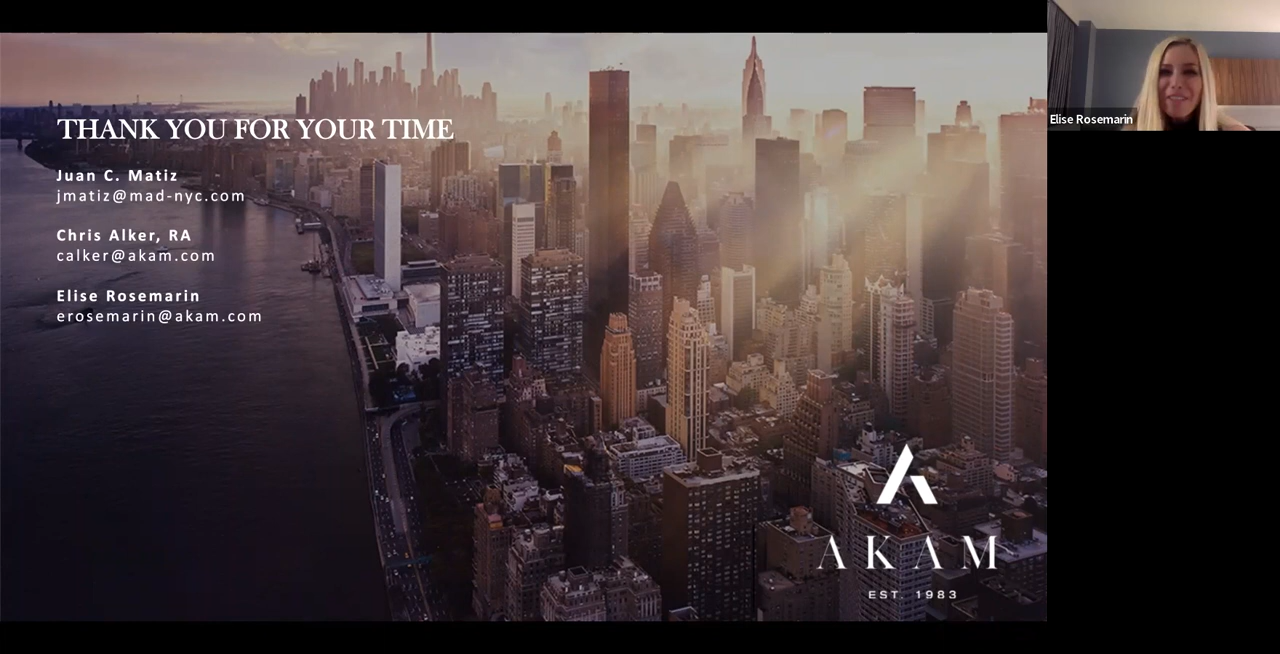 THANK YOU FOR YOUR TIME
Juan C. Matiz
jmatiz@mad-nyc.com
Chris Alker, RA
calker@akam.com
Elise Rosemarin
erosemarin@akam.com
AKAM
EST. 1983
Elise Rosemarin